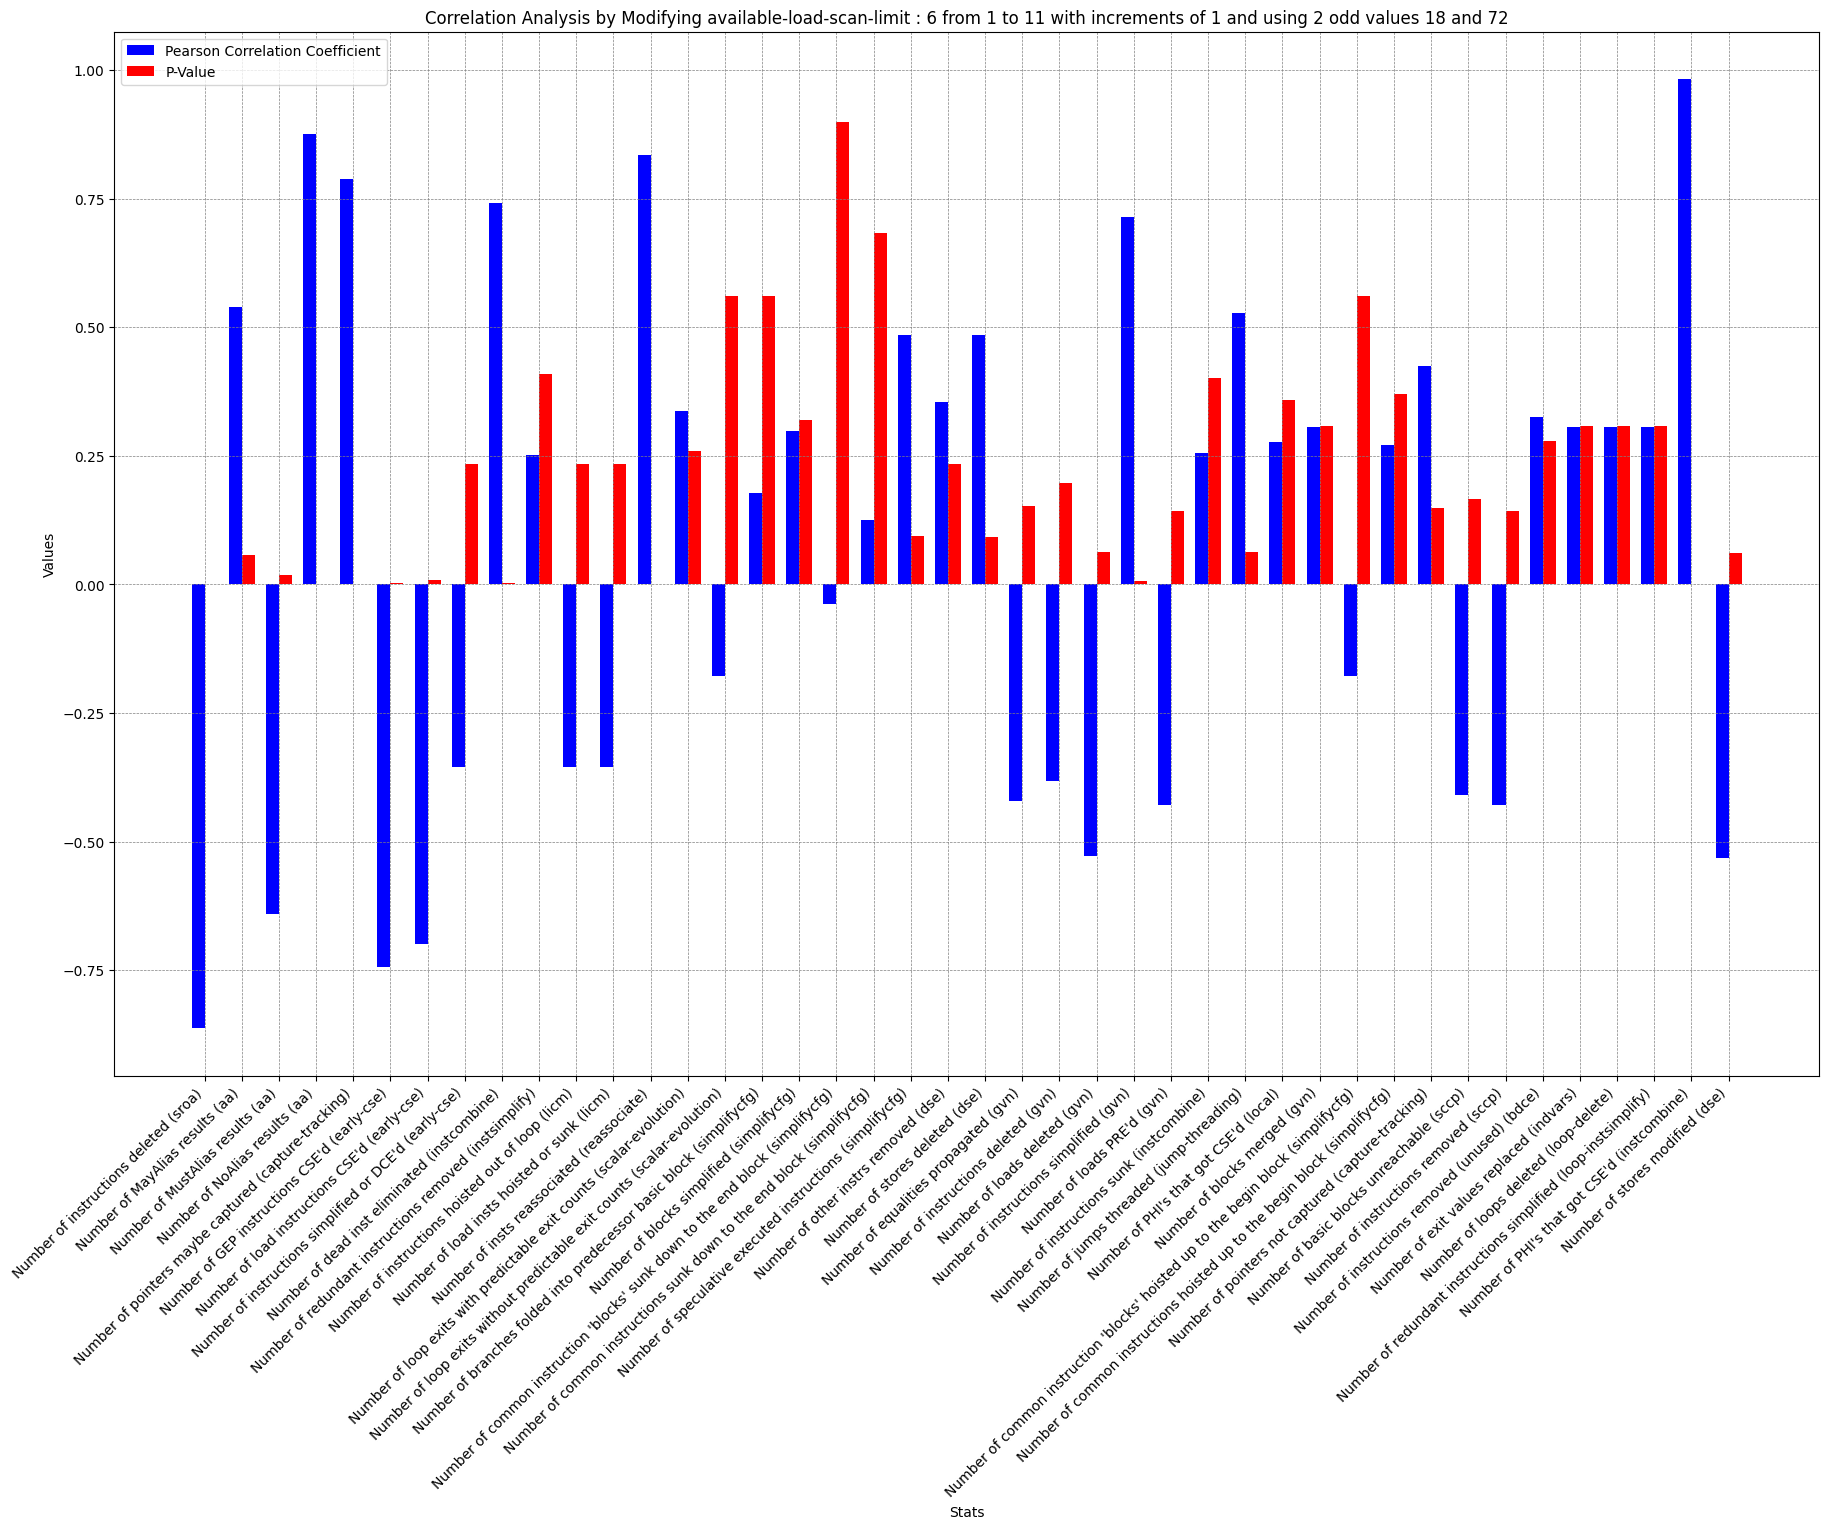 Correlation Analysis by Modifying available-load-scan-limit : 6 from 1 to 11 with increments of 1 and using 2 odd values 18 and 72
Pearson Correlation Coefficient
P-Value
1.00
0.75
0.50
0.25
0.00
−0.25
−0.50
−0.75
Values
Number of instructions deleted (sroa)
Number of MayAlias results (aa)
Number of MustAlias results (aa)
Number of NoAlias results (aa)
Number of pointers maybe captured (capture-tracking)
Number of GEP instructions CSE'd (early-cse)
Number of load instructions CSE'd (early-cse)
Number of instructions simplified or DCE'd (early-cse)
Number of dead inst eliminated (instcombine)
Number of redundant instructions removed (instsimplify)
Number of instructions hoisted out of loop (licm)
Number of load insts hoisted or sunk (licm)
Number of insts reassociated (reassociate)
Number of loop exits with predictable exit counts (scalar-evolution)
Number of loop exits without predictable exit counts (scalar-evolution)
Number of branches folded into predecessor basic block (simplifycfg)
Number of blocks simplified (simplifycfg)
Number of common instruction 'blocks' sunk down to the end block (simplifycfg)
Number of common instructions sunk down to the end block (simplifycfg)
Number of speculative executed instructions (simplifycfg)
Number of other instrs removed (dse)
Number of stores deleted (dse)
Number of equalities propagated (gvn)
Number of instructions deleted (gvn)
Number of loads deleted (gvn)
Number of instructions simplified (gvn)
Number of loads PRE'd (gvn)
Number of instructions sunk (instcombine)
Number of jumps threaded (jump-threading)
Number of PHI's that got CSE'd (local)
Number of blocks merged (gvn)
Number of common instruction 'blocks' hoisted up to the begin block (simplifycfg)
Number of common instructions hoisted up to the begin block (simplifycfg)
Number of pointers not captured (capture-tracking)
Number of basic blocks unreachable (sccp)
Number of instructions removed (sccp)
Number of instructions removed (unused) (bdce)
Number of exit values replaced (indvars)
Number of loops deleted (loop-delete)
Number of redundant instructions simplified (loop-instsimplify)
Number of PHI's that got CSE'd (instcombine)
Number of stores modified (dse)
Stats